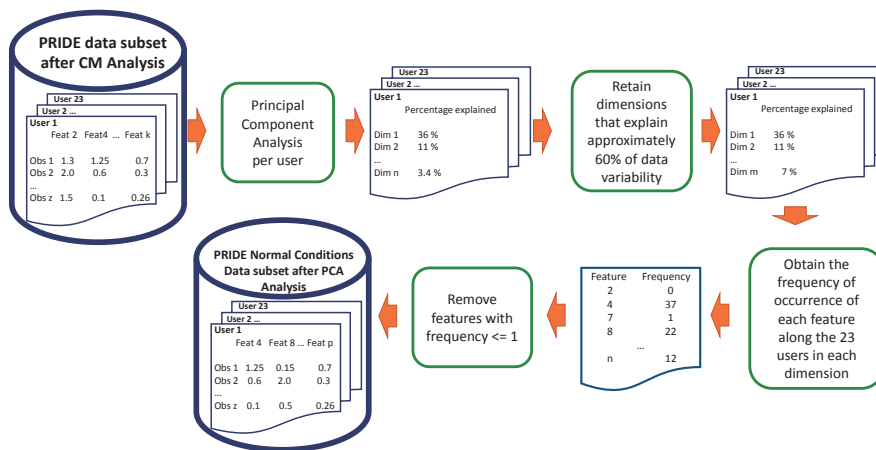 PRIDE data subset
after CM Analysis
User 23
User 2 ...
User 1
Feat 2 Feat4 ... Feat k
Obs 1 1.3 1.25 0.7
Obs 2 2.0 0.6 0.3
...
Obs z 1.5 0.1 0.26
Principal
Component
Analysis
per user
User 23
User 2 ...
User 1
Percentage explained
Dim 1 36 %
Dim 2 11 %
...
Dim n 3.4 %
Retain
dimensions
that explain
approximately
60% of data
variability
User 23
User 2 ...
User 1
Percentage explained
Dim 1 36 %
Dim 2 11 %
...
Dim m 7 %
Obtain the
frequency of
occurrence of
each feature
along the 23
users in each
dimension
Feature Frequency
2 0
4 37
7 1
8 22
...
n 12
Remove
features with
frequency <= 1
PRIDE Normal Conditions
Data subset after PCA
Analysis
User 23
User 2 ...
User 1
Feat 4 Feat 8 ... Feat p
Obs 1 1.25 0.15 0.7
Obs 2 0.6 2.0 0.3
...
Obs z 0.1 0.5 0.26